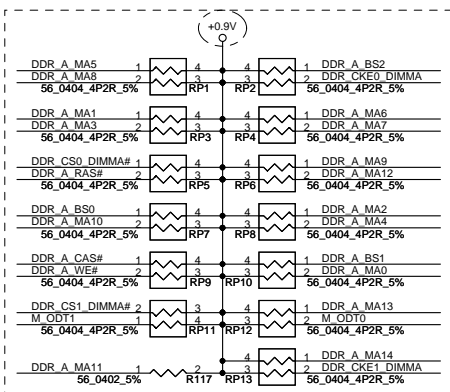 +0.9V
DDR_A_MA5 1 4 4 1 DDR_A_BS2
DDR_A_MA8 2 3 3 2 DDR_CKE0_DIMMA
56_0404_4P2R_5% RP1 RP2 56_0404_4P2R_5%
DDR_A_MA1 1 4 4 1 DDR_A_MA6
DDR_A_MA3 2 3 3 2 DDR_A_MA7
56_0404_4P2R_5% RP3 RP4 56_0404_4P2R_5%
DDR_CS0_DIMMA# 1 4 4 1 DDR_A_MA9
DDR_A_RAS# 2 3 3 2 DDR_A_MA12
56_0404_4P2R_5% RP5 RP6 56_0404_4P2R_5%
DDR_A_BS0 1 4 4 1 DDR_A_MA2
DDR_A_MA10 2 3 3 2 DDR_A_MA4
56_0404_4P2R_5% RP7 RP8 56_0404_4P2R_5%
DDR_A_CAS# 1 4 4 1 DDR_A_BS1
DDR_A_WE# 2 3 3 2 DDR_A_MA0
56_0404_4P2R_5% RP9 RP10 56_0404_4P2R_5%
DDR_CS1_DIMMA# 2 3 4 1 DDR_A_MA13
M_ODT1 1 4 3 2 M_ODT0
56_0404_4P2R_5% RP11 RP12 56_0404_4P2R_5%
4 1 DDR_A_MA14
DDR_A_MA11 1 2 3 2 DDR_CKE1_DIMMA
56_0402_5% R117 RP13 56_0404_4P2R_5%